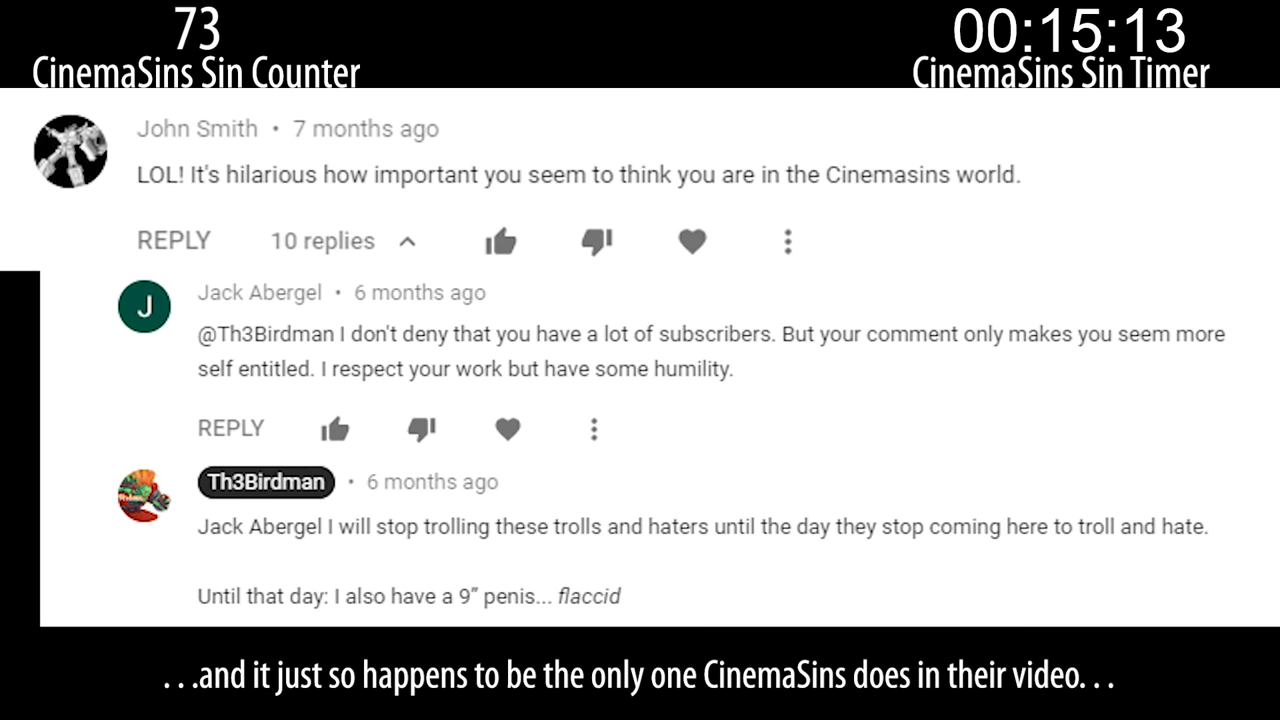 73
CinemaSins Sin Counter
00:15:13
CinemaSins Sin Timer
John Smith • 7 months ago
LOL! It's hilarious how important you seem to think you are in the Cinemasins world.
REPLY 10 replies
J
Jack Abergel • 6 months ago
@Th3Birdman I don't deny that you have a lot of subscribers. But your comment only makes you seem more
self entitled. I respect your work but have some humility.
REPLY
Th3Birdman • 6 months ago
Jack Abergel I will stop trolling these trolls and haters until the day they stop coming here to troll and hate.
Until that day: I also have a 9" penis... flaccid
. . .and it just so happens to be the only one CinemaSins does in their video. . .